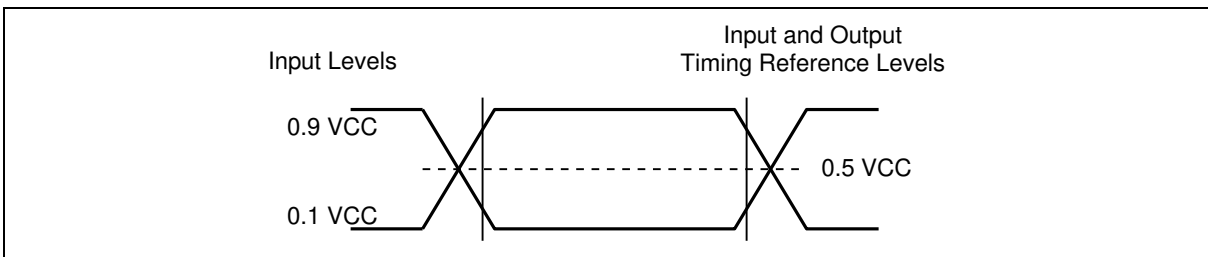 Input Levels
Input and Output
Timing Reference Levels
0.9 VCC
0.5 VCC
0.1 VCC